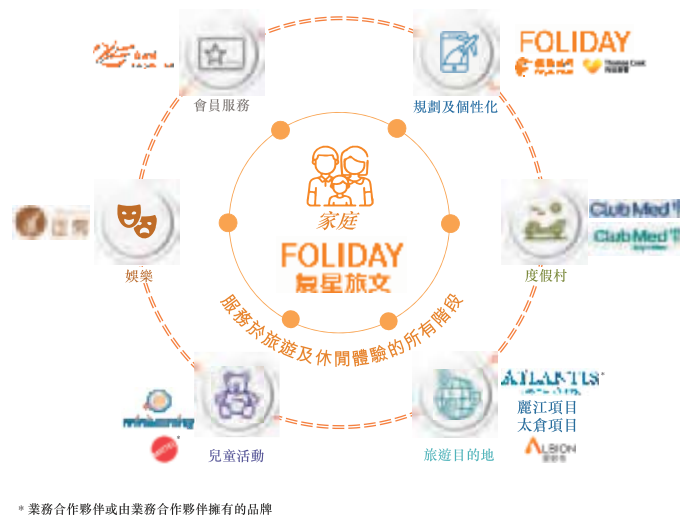 FOLIDAY
Thomas Cook
會員服務
規劃及個性化
家庭
FOLIDAY
复星旅文
服務於旅遊及休閒體驗的所有階段
娛樂
Club Med
Club Med
度假村
ATLANTIS
麗江項目
太倉項目
ALBION
兒童活動
旅遊目的地
* 業務合作夥伴或由業務合作夥伴擁有的品牌